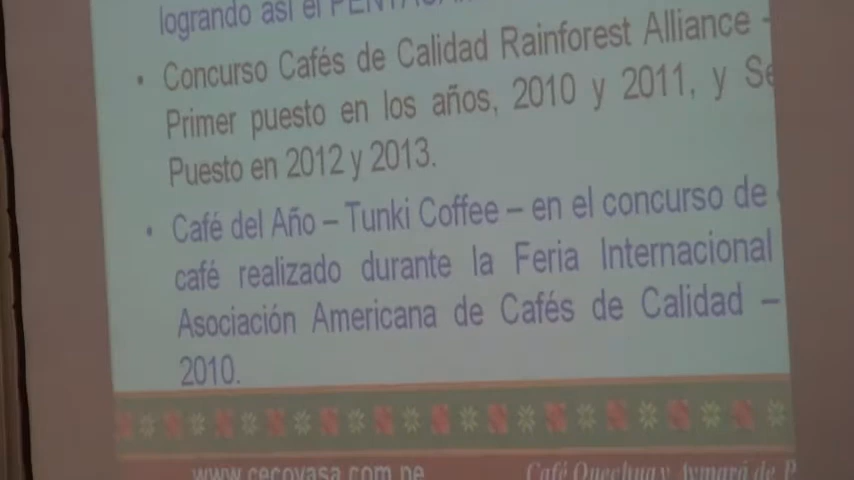 logrando así el
• Concurso Cafés de Calidad Rainforest Alliance -
Primer puesto en los años, 2010 y 2011, y Se
Puesto en 2012 y 2013.
• Café del Año – Tunki Coffee – en el concurso de
café realizado durante la Feria Internacional
Asociación Americana de Cafés de Calidad –
2010.
www.cecovasa.com.pe
Café Quechua y Aymará de P